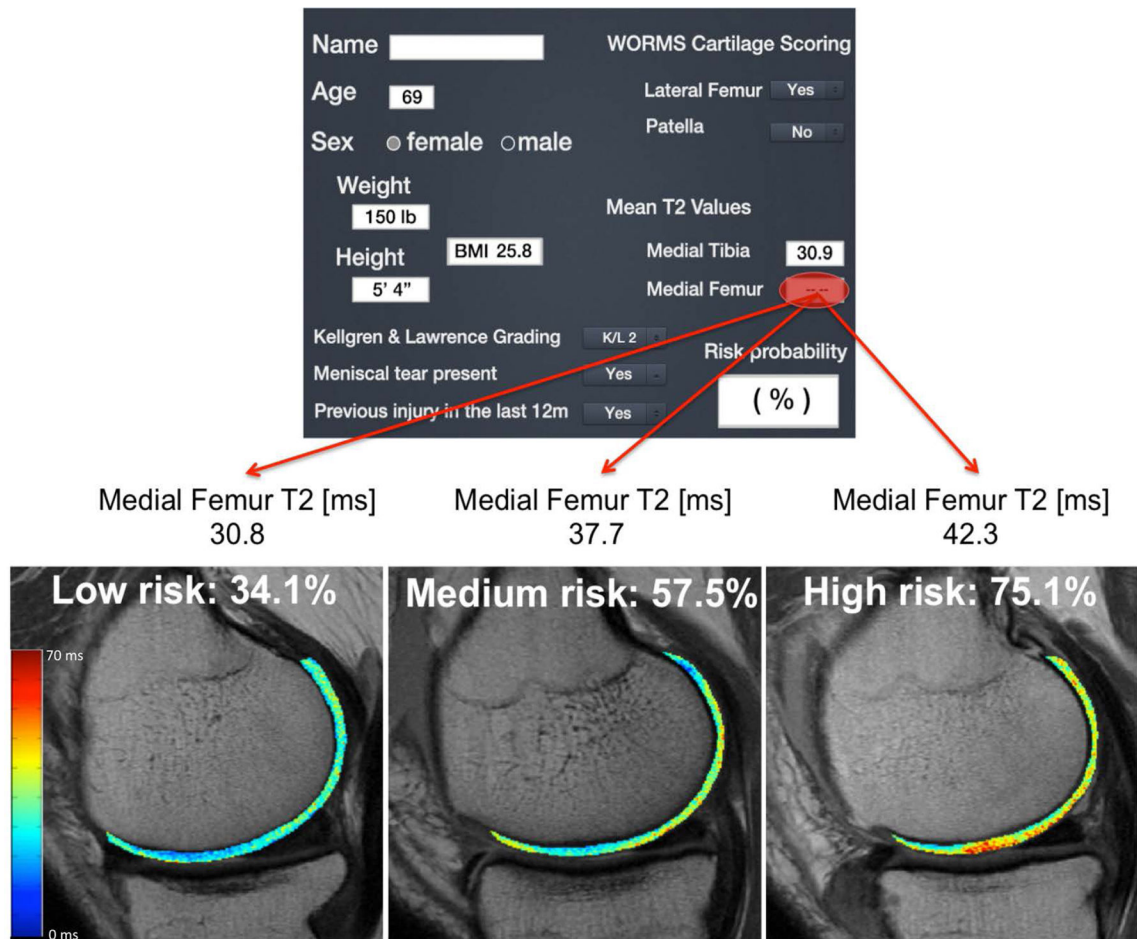 Name
WORMS Cartilage Scoring
Age
69
Lateral Femur Yes
Patella No
Sex female male
Weight
150 lb
Mean T2 Values
BMI 25.8
Medial Tibia 30.9
Height
5' 4”
Medial Femur --.--
Kellgren & Lawrence Grading K/L 2
Meniscal tear present Yes
Previous injury in the last 12m Yes
Risk probability
( % )
Medial Femur T2 [ms]
30.8
Medial Femur T2 [ms]
37.7
Medial Femur T2 [ms]
42.3
Low risk: 34.1%
Medium risk: 57.5%
High risk: 75.1%
70 ms
0 ms